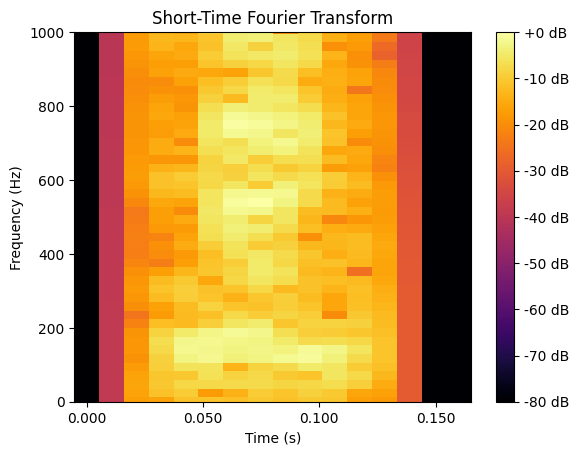 Short-Time Fourier Transform
Frequency (Hz)
1000
800
600
400
200
0
0.000
0.050
0.100
0.150
Time (s)
+0 dB
-10 dB
-20 dB
-30 dB
-40 dB
-50 dB
-60 dB
-70 dB
-80 dB